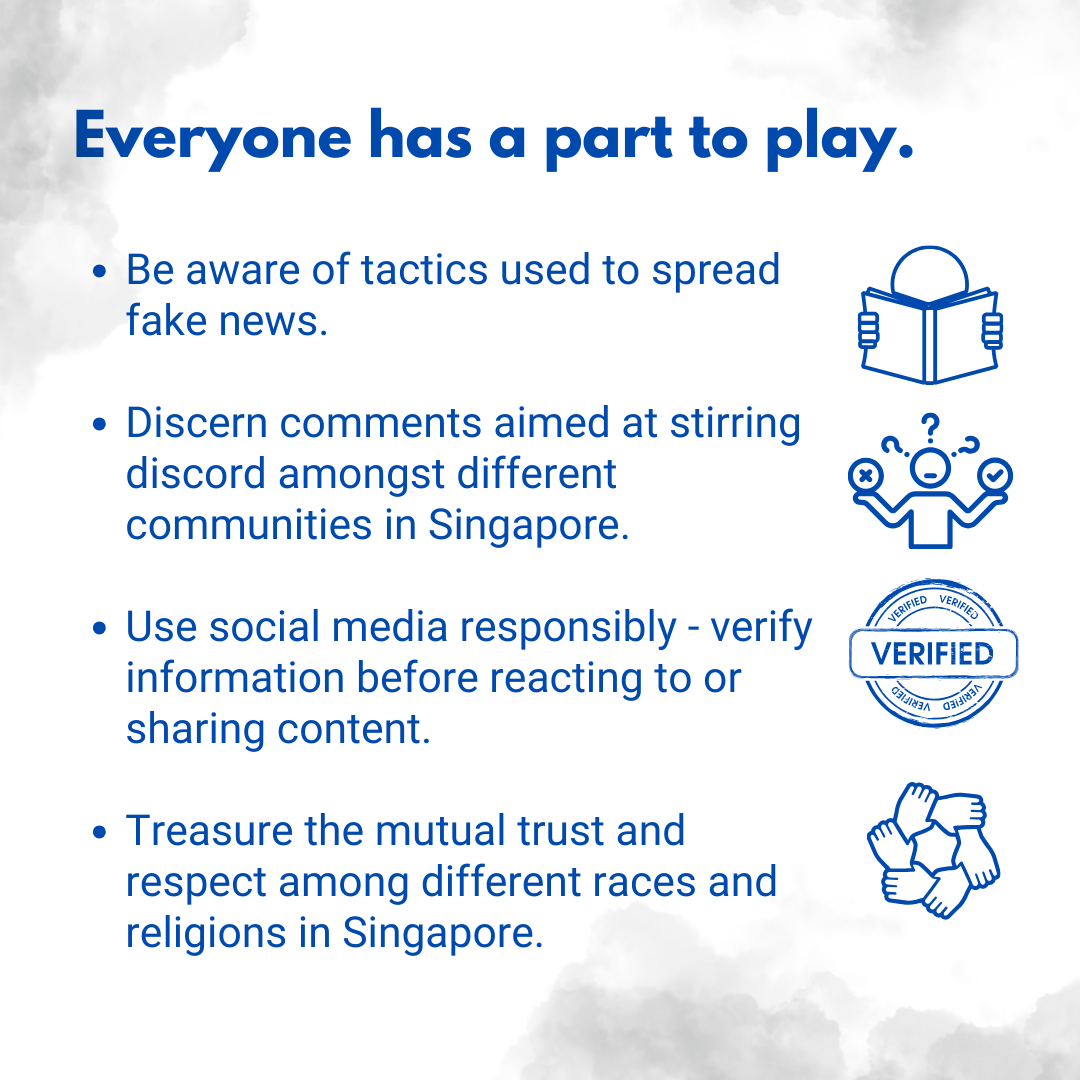 Everyone has a part to play.
• Be aware of tactics used to spread
fake news.
• Discern comments aimed at stirring
discord amongst different
communities in Singapore.
• Use social media responsibly - verify
information before reacting to or
sharing content.
• Treasure the mutual trust and
respect among different races and
religions in Singapore.
?
? ?
VERIFIED VERIFIED
VERIFIED
VERIFIED VERIFIED VERIFIED VERIFIED